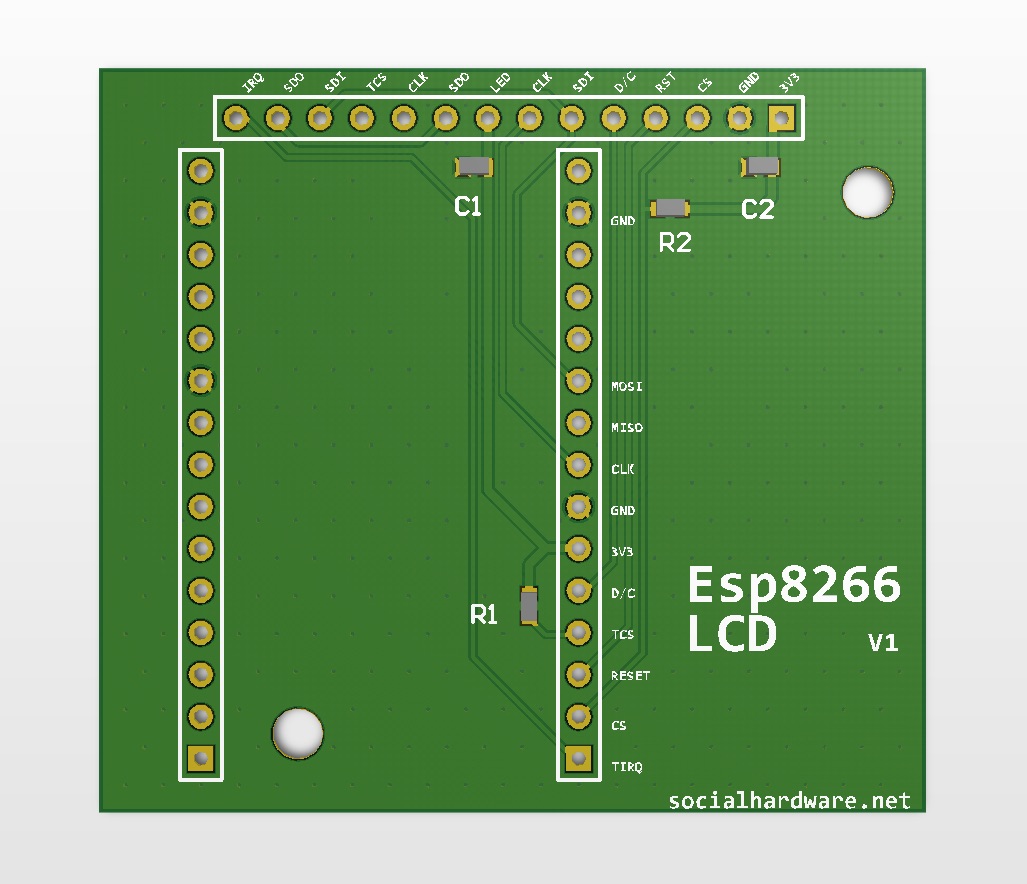 IRQ SDO SDI TCS CLK SDO LED CLK SDI D/C RST CS GND 3V3
C1
C2
GND
R2
MOSI
MISO
CLK
GND
3V3
Esp8266
D/C
R1
TCS
LCD
V1
RESET
CS
TIRQ
socialhardware.net